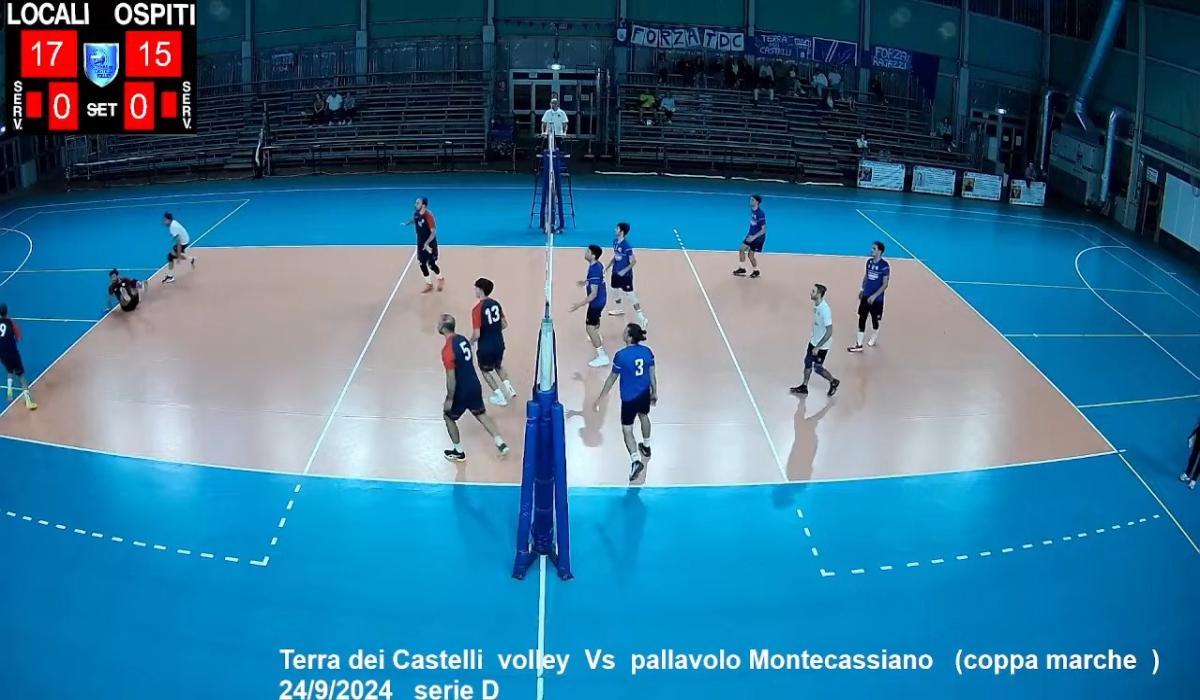 LOCALI OSPITI
17 15
SERV. 0 SET 0 SERV.
FORZA TDC
TERRA DEI
CASTELLI
FORZA
RAGAZZI
13
5
9
3
Terra dei Castelli volley Vs pallavolo Montecassiano (coppa marche )
24/9/2024 serie D